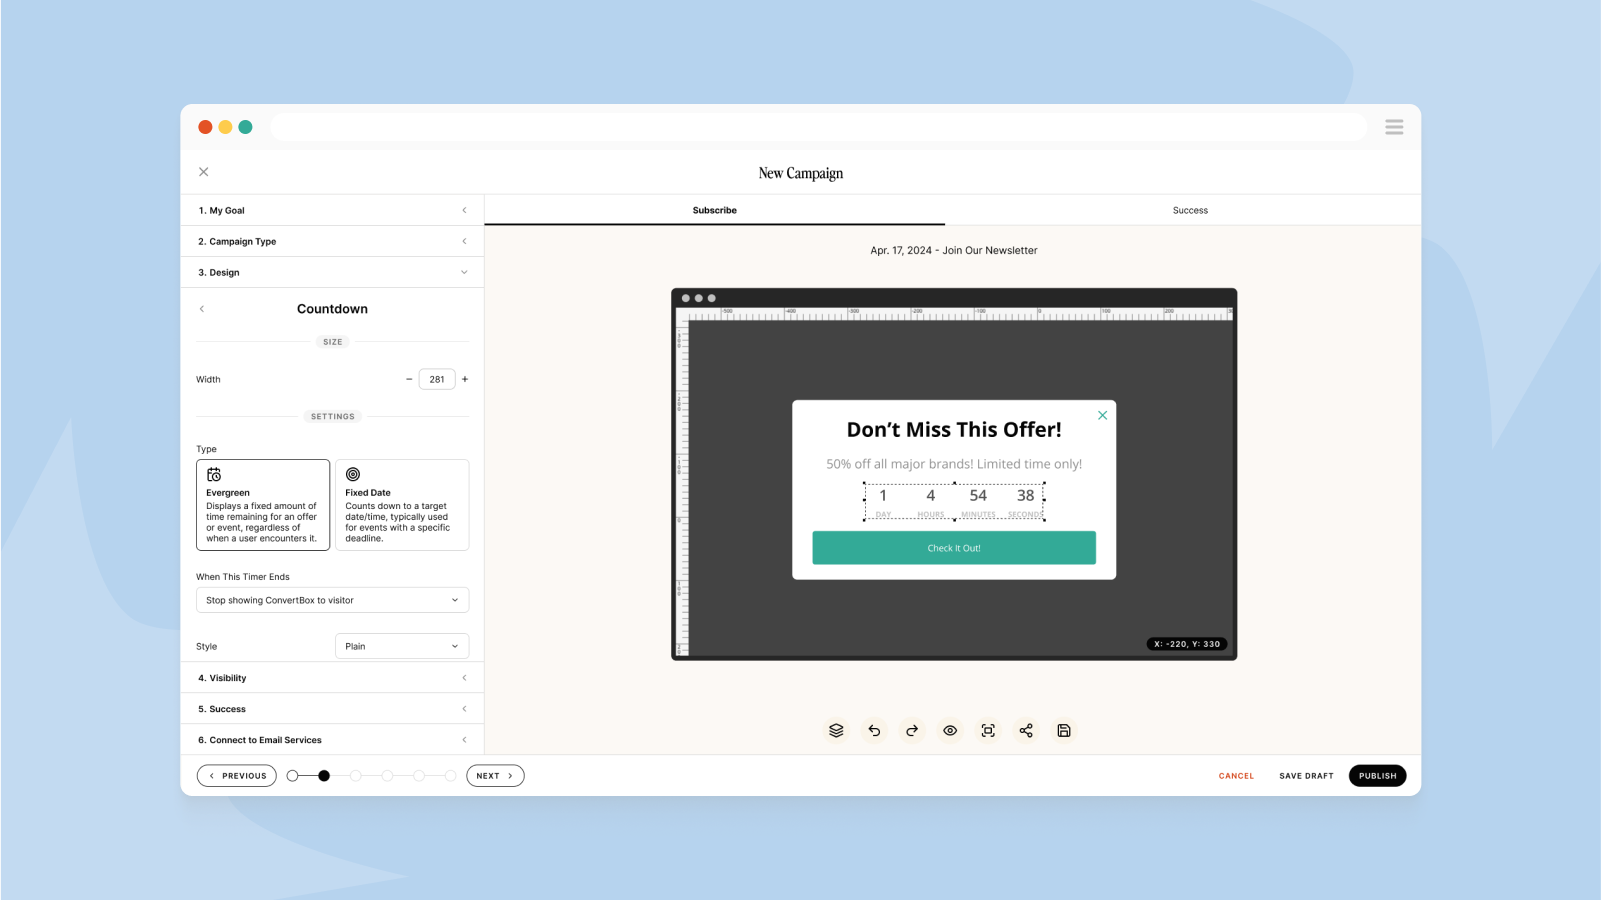 New Campaign
1. My Goal
2. Campaign Type
3. Design
Countdown
SIZE
Width
281
SETTINGS
Type
Evergreen
Displays a fixed amount of
time remaining for an offer
or event, regardless of
when a user encounters it.
Fixed Date
Counts down to a target
date/time, typically used
for events with a specific
deadline.
When This Timer Ends
Stop showing ConvertBox to visitor
Style
Plain
4. Visibility
5. Success
6. Connect to Email Services
Subscribe
Success
Apr. 17, 2024 - Join Our Newsletter
-500 -400 -300 -200 -100 0 100 200
Don't Miss This Offer!
50% off all major brands! Limited time only!
1 4 54 38
DAY HOURS MINUTES SECONDS
Check It Out!
X: -220, Y: 330
PREVIOUS
NEXT
CANCEL
SAVE DRAFT
PUBLISH